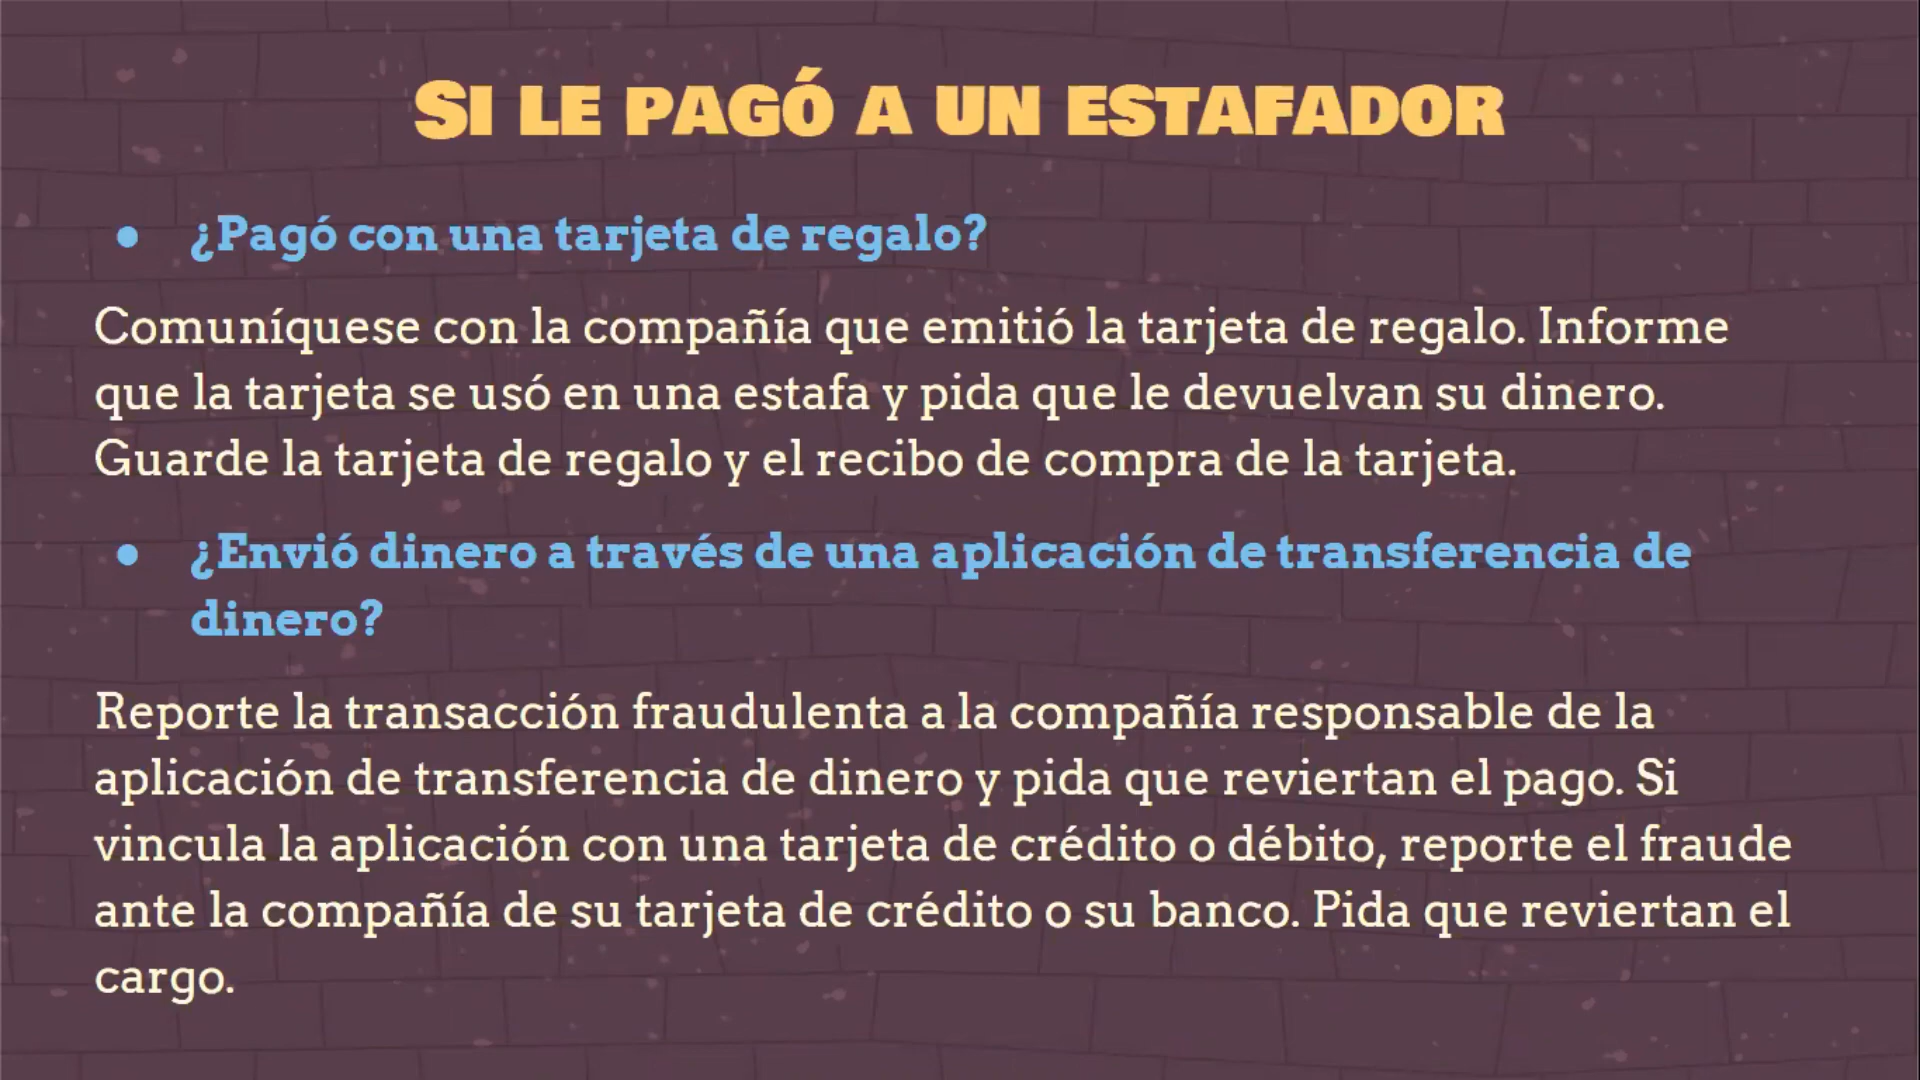 SI LE PAGÓ A UN ESTAFADOR
● ¿Pagó con una tarjeta de regalo?
Comuníquese con la compañía que emitió la tarjeta de regalo. Informe
que la tarjeta se usó en una estafa y pida que le devuelvan su dinero.
Guarde la tarjeta de regalo y el recibo de compra de la tarjeta.
● ¿Envió dinero a través de una aplicación de transferencia de
dinero?
Reporte la transacción fraudulenta a la compañía responsable de la
aplicación de transferencia de dinero y pida que reviertan el pago. Si
vincula la aplicación con una tarjeta de crédito o débito, reporte el fraude
ante la compañía de su tarjeta de crédito o su banco. Pida que reviertan el
cargo.